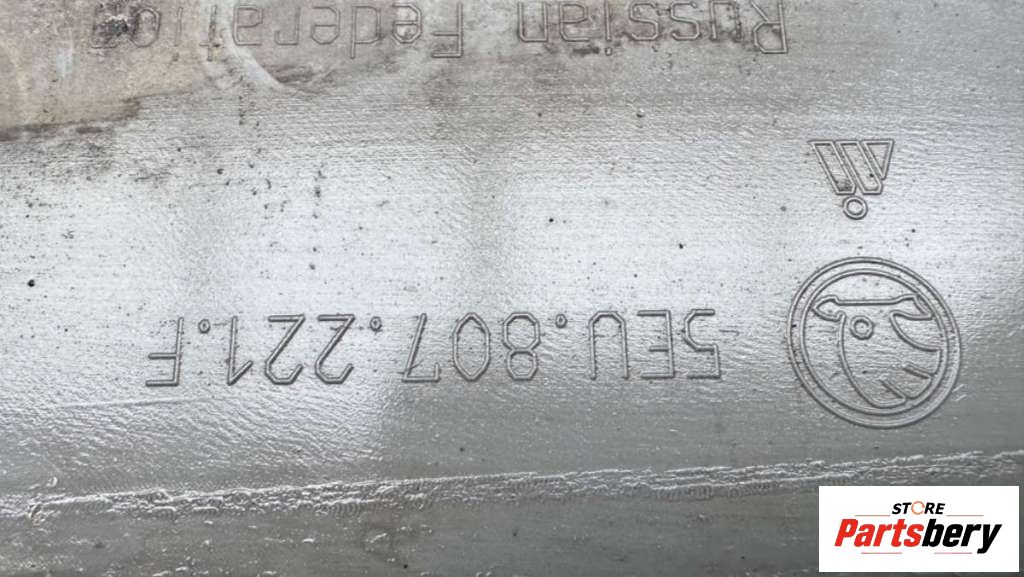 5EU.807.221.F
Russian Federation
STORE
Partsbery